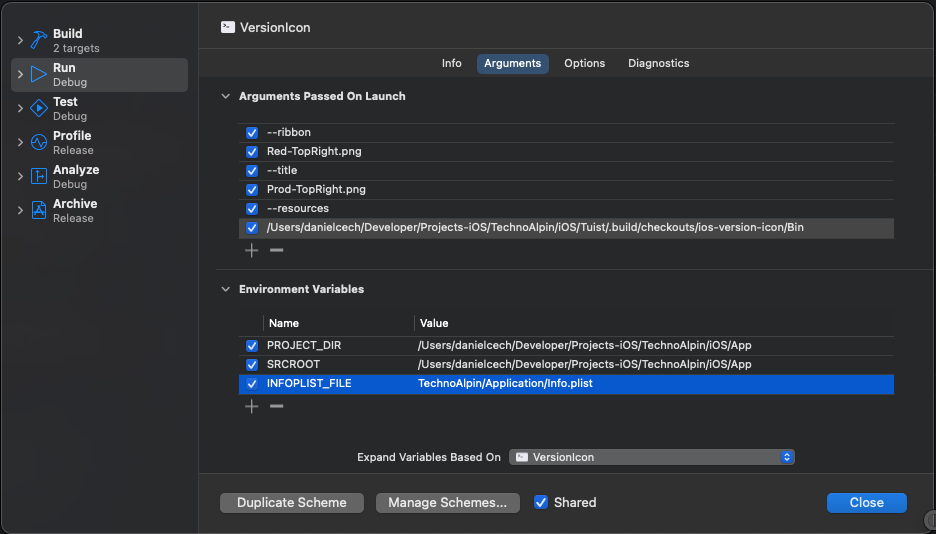 VersionIcon
Build
2 targets
Run
Debug
Test
Debug
Profile
Release
Analyze
Debug
Archive
Release
Info Arguments Options Diagnostics
Arguments Passed On Launch
--ribbon
Red-TopRight.png
--title
Prod-TopRight.png
--resources
/Users/danielcech/Developer/Projects-iOS/TechnoAlpin/iOS/Tuist/.build/checkouts/ios-version-icon/Bin
Environment Variables
Name Value
PROJECT_DIR /Users/danielcech/Developer/Projects-iOS/TechnoAlpin/iOS/App
SRCROOT /Users/danielcech/Developer/Projects-iOS/TechnoAlpin/iOS/App
INFOPLIST_FILE TechnoAlpin/Application/Info.plist
Expand Variables Based On VersionIcon
Duplicate Scheme Manage Schemes... Shared Close